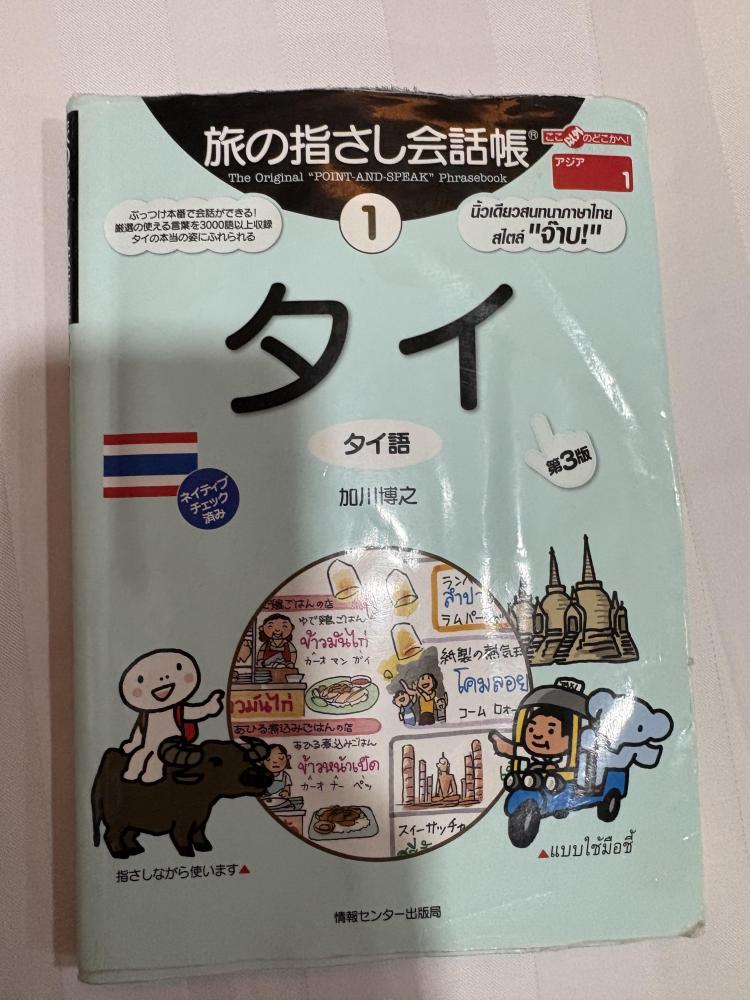 旅の指さし会話帳®
The Original "POINT-AND-SPEAK" Phrasebook
ここ以外のどこかへ!
アジア
1
ぶっつけ本番で会話ができる!
厳選の使える言葉を3000語以上収録
タイの本当の姿にふれられる
1
นิ้วเดียวสนทนาภาษาไทย
สไตล์ "จ๊าบ!"
タイ
タイ語
加川博之
第3版
ネイティブ
チェック
済み
ごはんの店
ゆで鶏ごはん
ข้าวมันไก่
カーオ マン ガイ
วมันไก่
あひる煮込みごはんの店
あひる煮込みごはん
ข้าวหน้าเป็ด
カーオ ナー ペッ
ラムパー
紙製の熱気
โคมลอย
コーム ロォー
スィーサッチャ
指さしながら使います▲
▲แบบใช้มือชี้
情報センター出版局